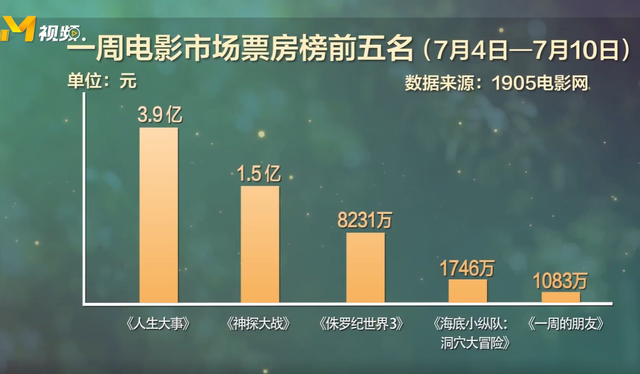 M视频
一周电影市场票房榜前五名（7月4日—7月10日）
单位：元
数据来源：1905电影网
3.9亿
1.5亿
8231万
1746万
1083万
《人生大事》
《神探大战》
《侏罗纪世界3》
《海底小纵队：
洞穴大冒险》
《一周的朋友》